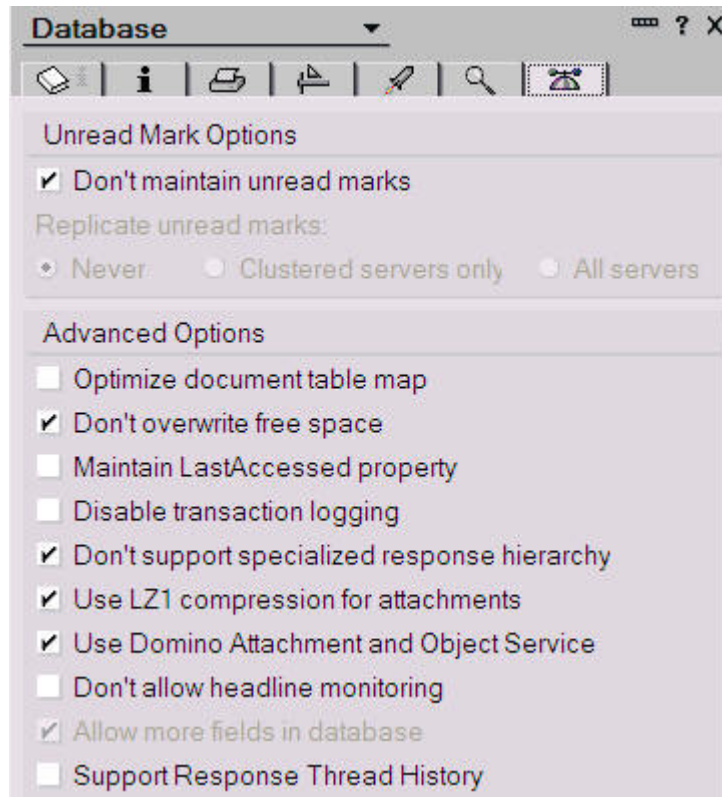 Database
? X
i
Unread Mark Options
Don't maintain unread marks
Replicate unread marks:
Never Clustered servers only All servers
Advanced Options
Optimize document table map
Don't overwrite free space
Maintain LastAccessed property
Disable transaction logging
Don't support specialized response hierarchy
Use LZ1 compression for attachments
Use Domino Attachment and Object Service
Don't allow headline monitoring
Allow more fields in database
Support Response Thread History